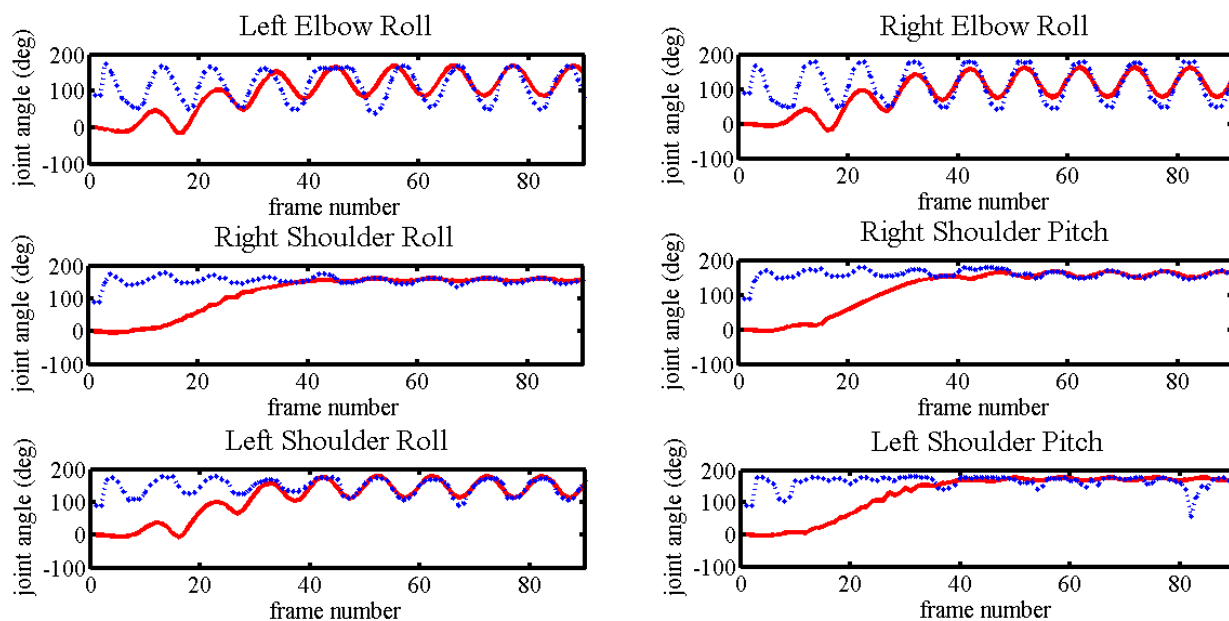 Left Elbow Roll
joint angle (deg)
200
100
0
-100
0 20 40 60 80
frame number
Right Elbow Roll
joint angle (deg)
200
100
0
-100
0 20 40 60 80
frame number
Right Shoulder Roll
joint angle (deg)
200
100
0
-100
0 20 40 60 80
frame number
Right Shoulder Pitch
joint angle (deg)
200
100
0
-100
0 20 40 60 80
frame number
Left Shoulder Roll
joint angle (deg)
200
100
0
-100
0 20 40 60 80
frame number
Left Shoulder Pitch
joint angle (deg)
200
100
0
-100
0 20 40 60 80
frame number